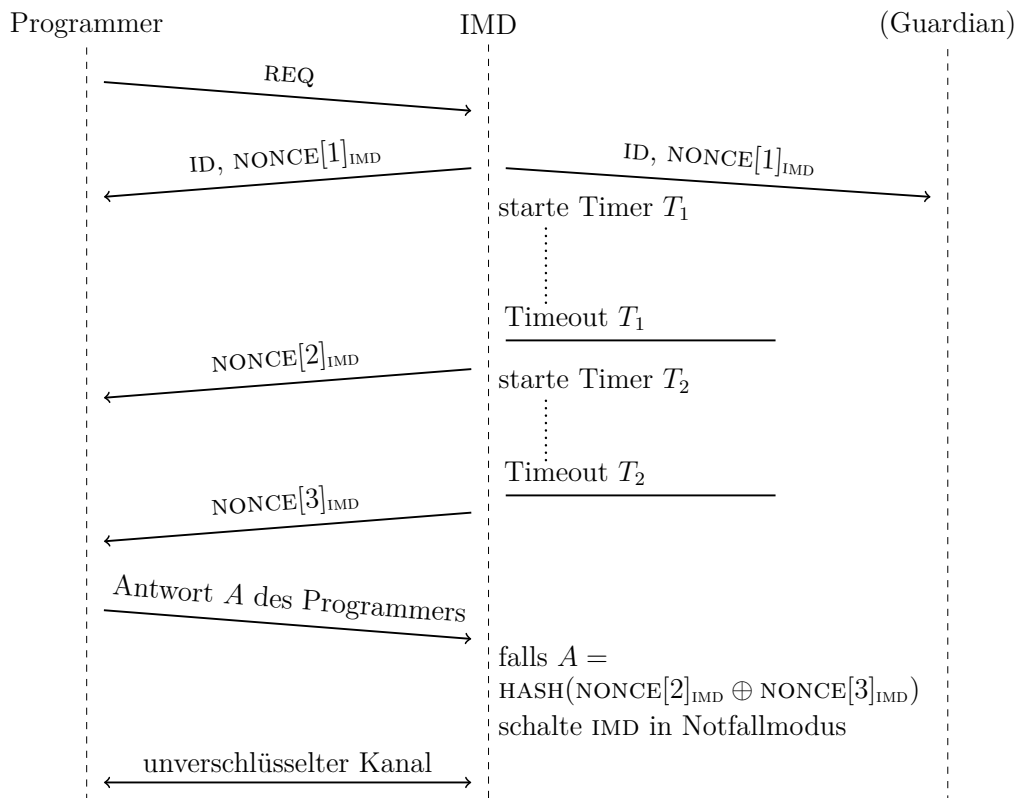 Programmer
IMD
(Guardian)
REQ
ID, NONCE[1]IMD
ID, NONCE[1]IMD
starte Timer T1
Timeout T1
NONCE[2]IMD
starte Timer T2
Timeout T2
NONCE[3]IMD
Antwort A des Programmers
falls A =
HASH(NONCE[2]IMD ⊕ NONCE[3]IMD)
schalte IMD in Notfallmodus
unverschlüsselter Kanal